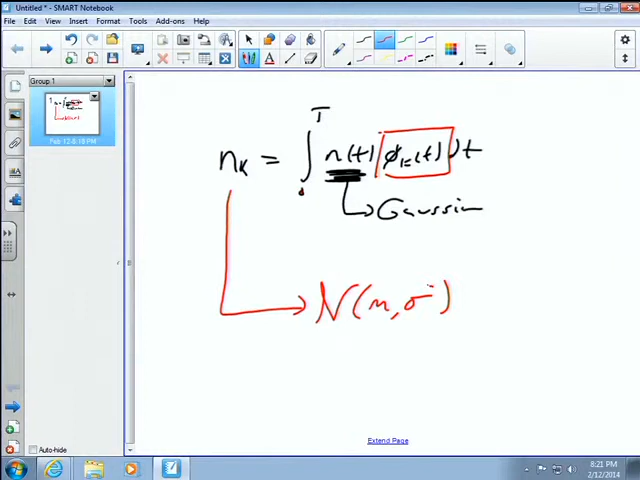 Untitled * - SMART Notebook
File Edit View Insert Format Tools Add-ons Help
Group 1
1
Feb 12-8:18 PM
T
n_k = ∫ n(t) ϕ_k(t) dt
Gaussian
N(m, σ)
Extend Page
Auto-hide
8:21 PM
2/12/2014